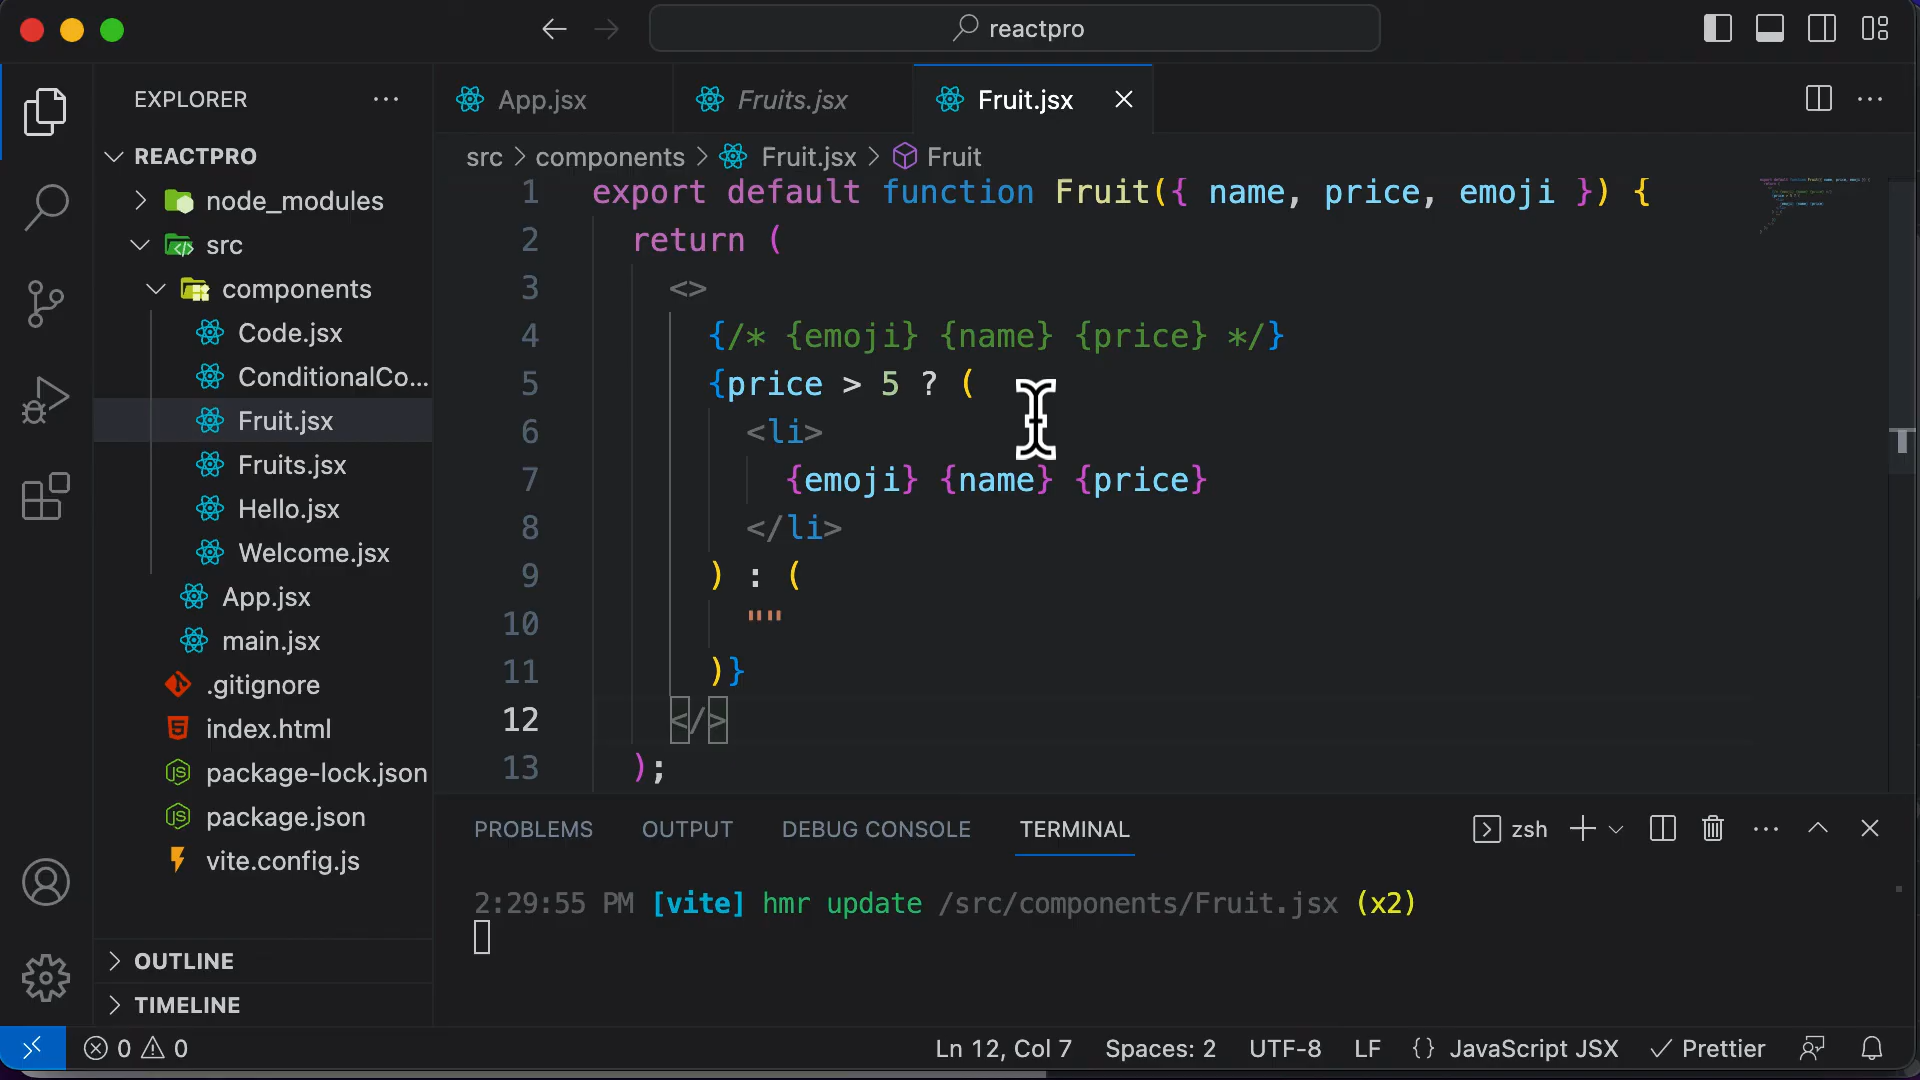 reactpro
EXPLORER
App.jsx
Fruits.jsx
Fruit.jsx
REACTPRO
node_modules
src
components
Code.jsx
ConditionalCo...
Fruit.jsx
Fruits.jsx
Hello.jsx
Welcome.jsx
App.jsx
main.jsx
.gitignore
index.html
package-lock.json
package.json
vite.config.js
OUTLINE
TIMELINE
src > components > Fruit.jsx > Fruit
1 export default function Fruit({ name, price, emoji }) {
2 return (
3 <>
4 {/* {emoji} {name} {price} */}
5 {price > 5 ? (
6 <li>
7 {emoji} {name} {price}
8 </li>
9 ) : (
10 ""
11 )}
12 </>
13 );
PROBLEMS OUTPUT DEBUG CONSOLE TERMINAL
zsh
2:29:55 PM [vite] hmr update /src/components/Fruit.jsx (x2)
0 0
Ln 12, Col 7 Spaces: 2 UTF-8 LF {} JavaScript JSX Prettier